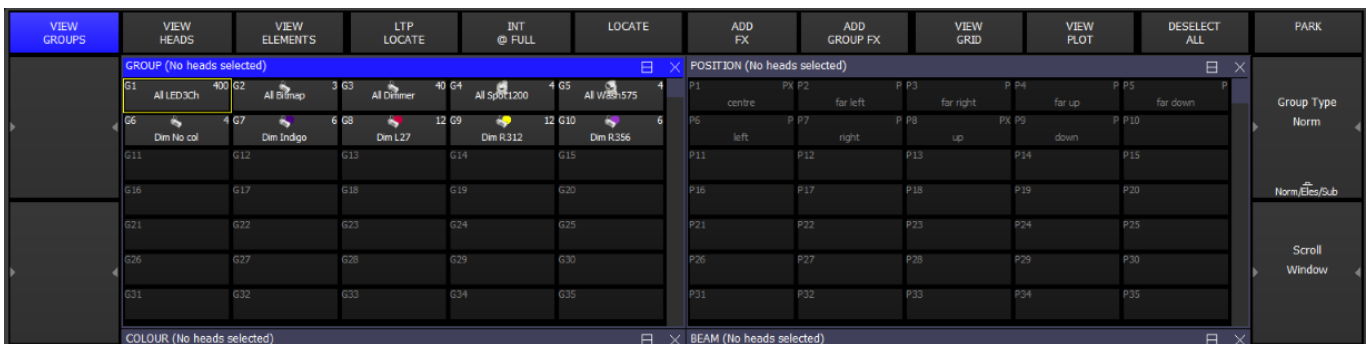 VIEW GROUPS
VIEW HEADS
VIEW ELEMENTS
LTP LOCATE
INT @ FULL
LOCATE
ADD FX
ADD GROUP FX
VIEW GRID
VIEW PLOT
DESELECT ALL
PARK
GROUP (No heads selected)
POSITION (No heads selected)
G1 400 G2 3 G3 40 G4 4 G5 4
All LED3Ch All Bitmap All Dimmer All Spot1200 All Wash575
P1 PX P2 P P3 P P4 P P5 P
centre far left far right far up far down
G6 4 G7 6 G8 12 G9 12 G10 6
Dim No col Dim Indigo Dim L27 Dim R312 Dim R356
P6 P P7 P P8 PX P9 P P10
left right up down
G11 G12 G13 G14 G15
P11 P12 P13 P14 P15
G16 G17 G18 G19 G20
P16 P17 P18 P19 P20
G21 G22 G23 G24 G25
P21 P22 P23 P24 P25
G26 G27 G28 G29 G30
P26 P27 P28 P29 P30
G31 G32 G33 G34 G35
P31 P32 P33 P34 P35
Group Type
Norm
Norm/Eles/Sub
Scroll
Window
COLOUR (No heads selected)
BEAM (No heads selected)